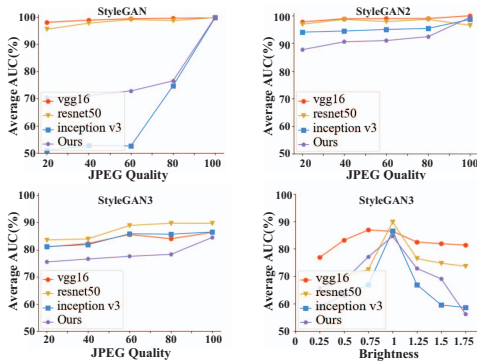 StyleGAN
Average AUC(%)
100
90
80
70
60
50
vgg16
resnet50
inception v3
Ours
20 40 60 80 100
JPEG Quality
StyleGAN2
Average AUC(%)
100
90
80
70
60
50
vgg16
resnet50
inception v3
Ours
20 40 60 80 100
JPEG Quality
StyleGAN3
Average AUC(%)
100
90
80
70
60
50
vgg16
resnet50
inception v3
Ours
20 40 60 80 100
JPEG Quality
StyleGAN3
Average AUC(%)
100
90
80
70
60
50
vgg16
resnet50
inception v3
Ours
0 0.25 0.5 0.75 1 1.25 1.5 1.75
Brightness